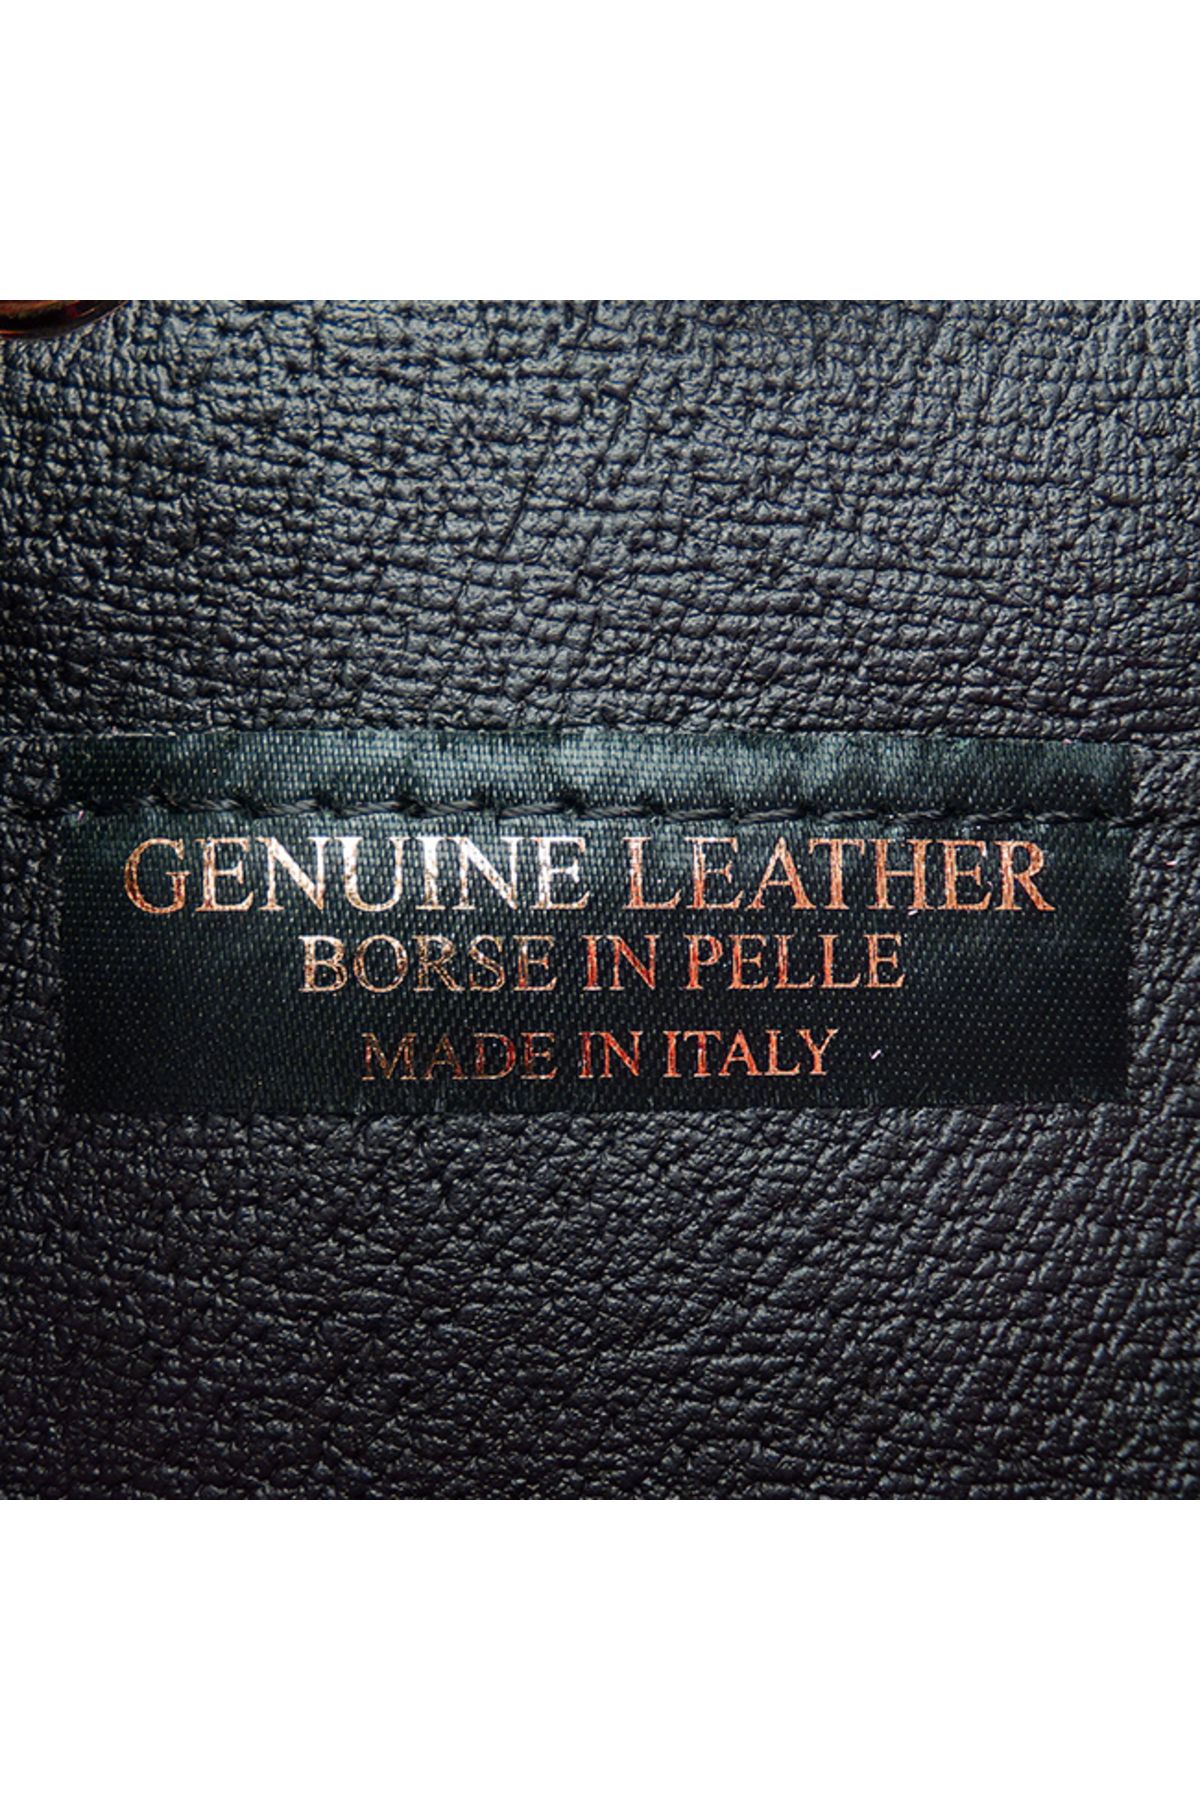 GENUINE LEATHER
BORSE IN PELLE
MADE IN ITALY